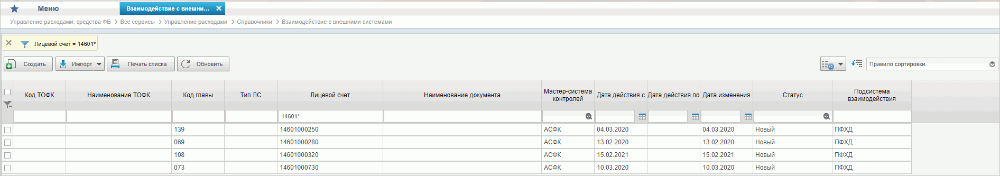 Меню
Взаимодействие с внешни...
Управление расходами: средства ФБ > Все сервисы > Управление расходами > Справочники > Взаимодействие с внешними системами
Лицевой счет = 14601*
Создать Импорт Печать списка Обновить Правило сортировки
Код ТОФК Наименование ТОФК Код главы Тип ЛС Лицевой счет Наименование документа Мастер-система контролей Дата действия с Дата действия по Дата изменения Статус Подсистема взаимодействия
14601*
139 14601000250 АСФК 04.03.2020 04.03.2020 Новый ПФХД
069 14601000280 АСФК 13.02.2020 13.02.2020 Новый ПФХД
108 14601000320 АСФК 15.02.2021 15.02.2021 Новый ПФХД
073 14601000730 АСФК 10.03.2020 10.03.2020 Новый ПФХД